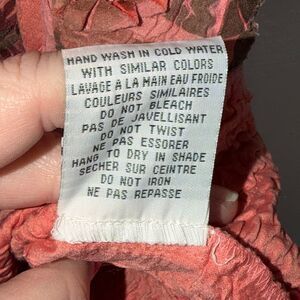 HAND WASH IN COLD WATER
WITH SIMILAR COLORS
LAVAGE A LA MAIN EAU FROIDE
COULEURS SIMILAIRES
DO NOT BLEACH
PAS DE JAVELLISANT
DO NOT TWIST
NE PAS ESSORER
HANG TO DRY IN SHADE
SECHER SUR CEINTRE
DO NOT IRON
NE PAS REPASSE